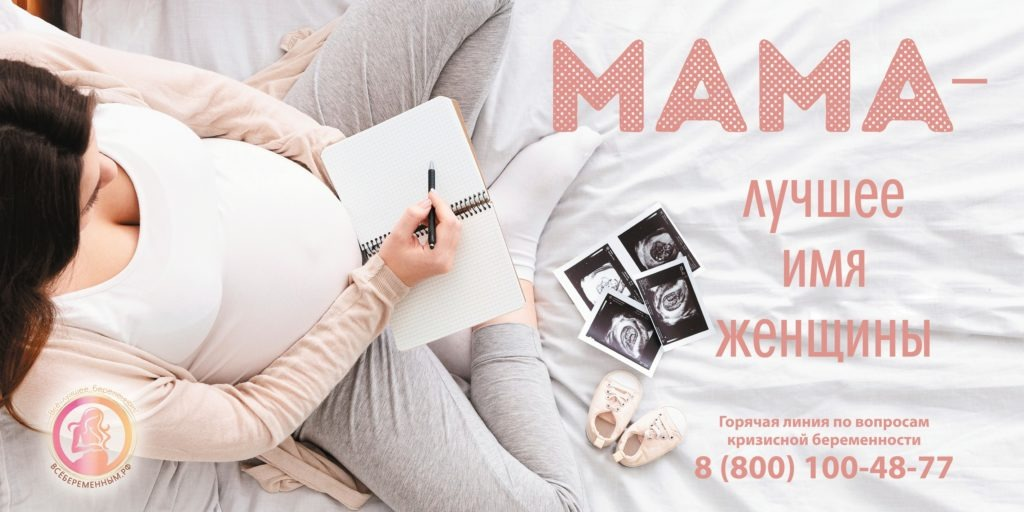 МАМА–
лучшее
имя
женщины
Горячая линия по вопросам
кризисной беременности
8 (800) 100-48-77
ВСЕБЕРЕМЕННЫМ.РФ